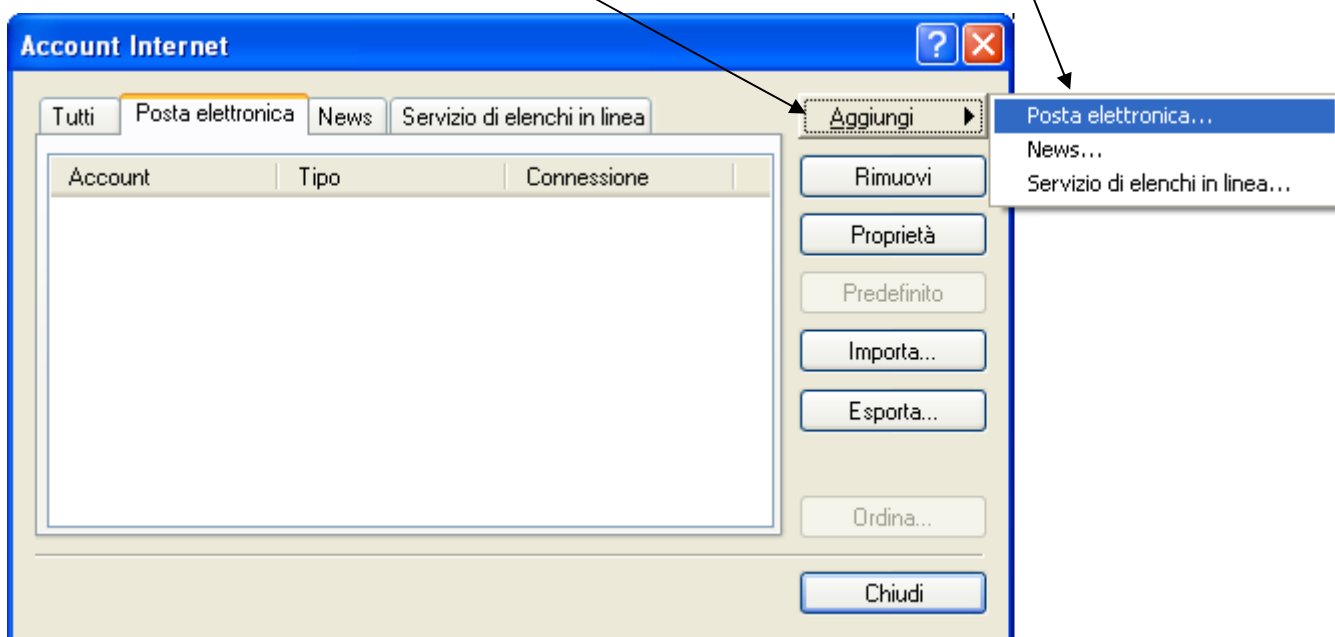 Account Internet
Tutti Posta elettronica News Servizio di elenchi in linea
Aggiungi
Posta elettronica...
News...
Servizio di elenchi in linea...
Account Tipo Connessione
Rimuovi
Proprietà
Predefinito
Importa...
Esporta...
Ordina...
Chiudi